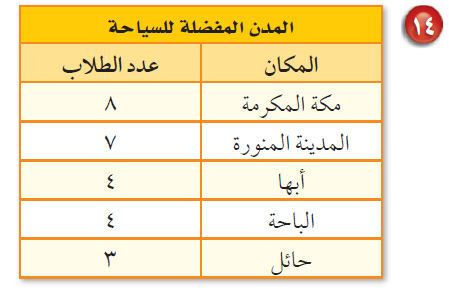 ١٤
المدن المفضلة للسياحة
المكان عدد الطلاب
مكة المكرمة ٨
المدينة المنورة ٧
أبها ٤
الباحة ٤
حائل ٣